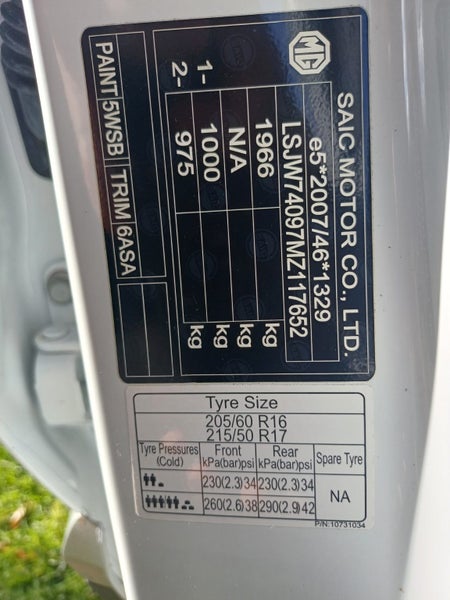 MG
SAIC MOTOR CO., LTD.
e5*2007/46*1329
LSJW74097MZ117652
1966 kg
N/A kg
1- 1000 kg
2- 975 kg
PAINT 5WSB TRIM 6ASA
Tyre Size
205/60 R16
215/50 R17
Tyre Pressures (Cold) Front kPa(bar)psi Rear kPa(bar)psi Spare Tyre
230(2.3)34 230(2.3)34 NA
260(2.6)38 290(2.9)42
P/N:10731034